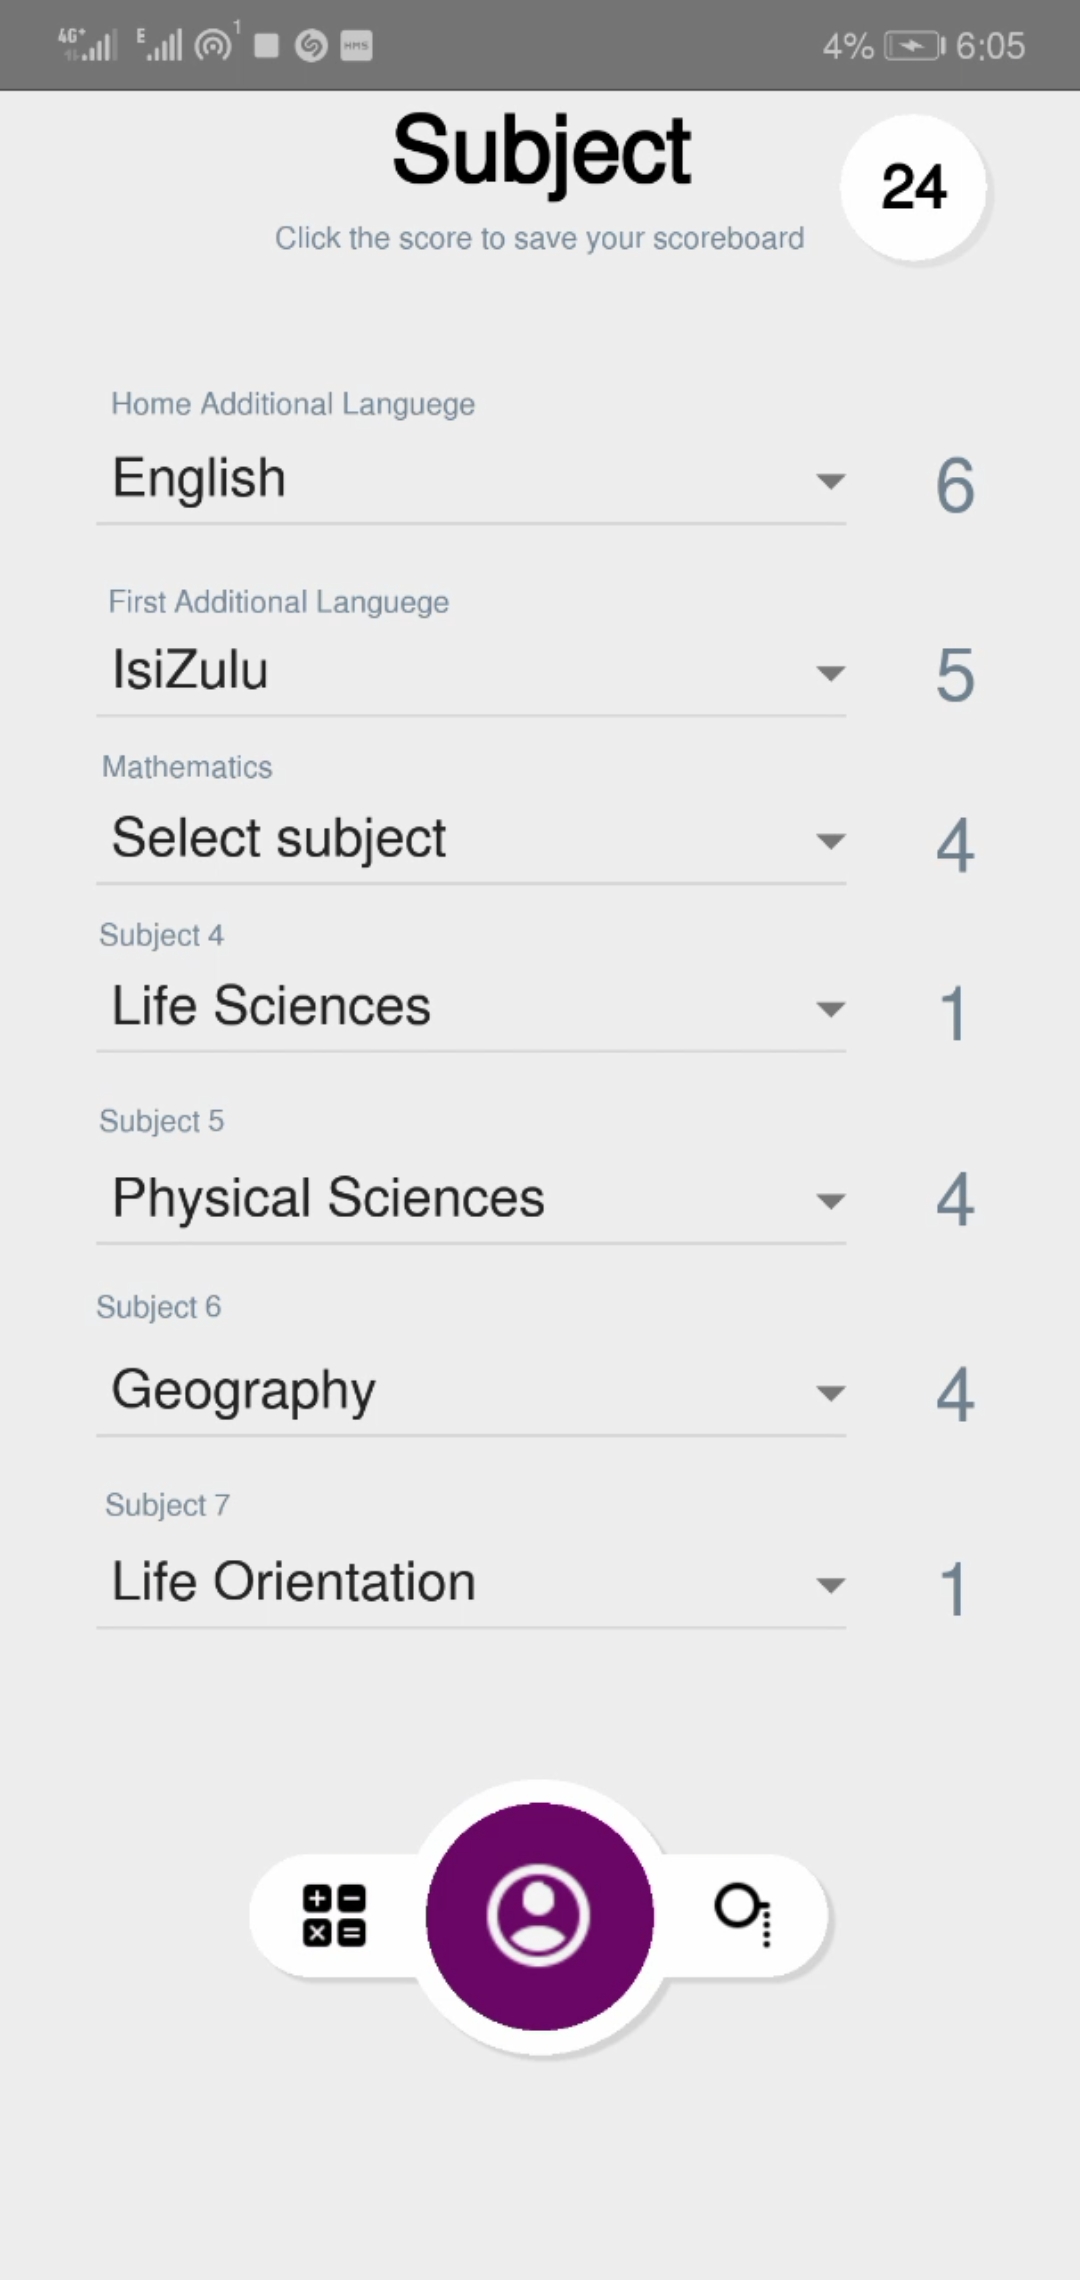 4G+ E 1 HMS 4% 6:05
Subject
24
Click the score to save your scoreboard
Home Additional Languege
English 6
First Additional Languege
IsiZulu 5
Mathematics
Select subject 4
Subject 4
Life Sciences 1
Subject 5
Physical Sciences 4
Subject 6
Geography 4
Subject 7
Life Orientation 1